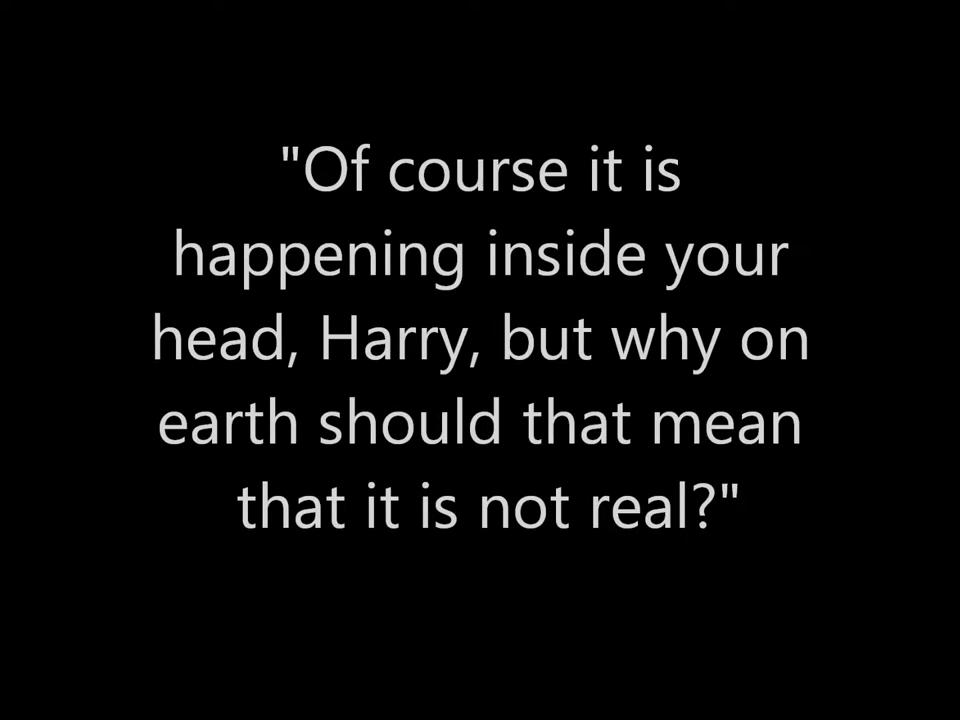 "Of course it is
happening inside your
head, Harry, but why on
earth should that mean
that it is not real?"